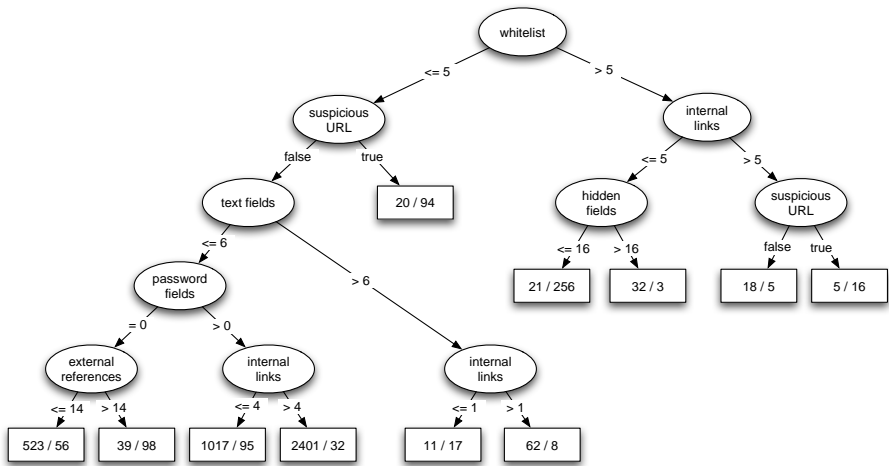 whitelist
<= 5
> 5
suspicious
URL
internal
links
false
true
<= 5
> 5
text fields
20 / 94
hidden
fields
suspicious
URL
<= 6
> 6
<= 16
> 16
false
true
password
fields
21 / 256
32 / 3
18 / 5
5 / 16
= 0
> 0
external
references
internal
links
internal
links
<= 14
> 14
<= 4
> 4
<= 1
> 1
523 / 56
39 / 98
1017 / 95
2401 / 32
11 / 17
62 / 8